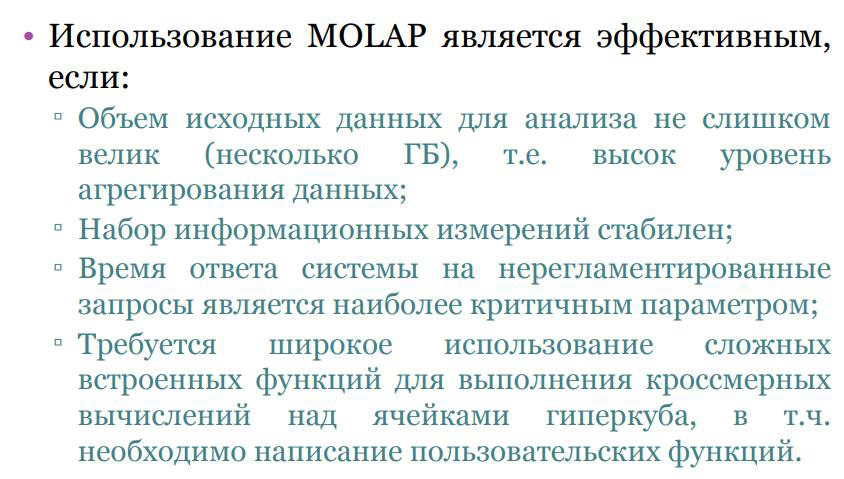 • Использование MOLAP является эффективным,
если:
▫ Объем исходных данных для анализа не слишком
велик (несколько ГБ), т.е. высок уровень
агрегирования данных;
▫ Набор информационных измерений стабилен;
▫ Время ответа системы на нерегламентированные
запросы является наиболее критичным параметром;
▫ Требуется широкое использование сложных
встроенных функций для выполнения кроссмерных
вычислений над ячейками гиперкуба, в т.ч.
необходимо написание пользовательских функций.